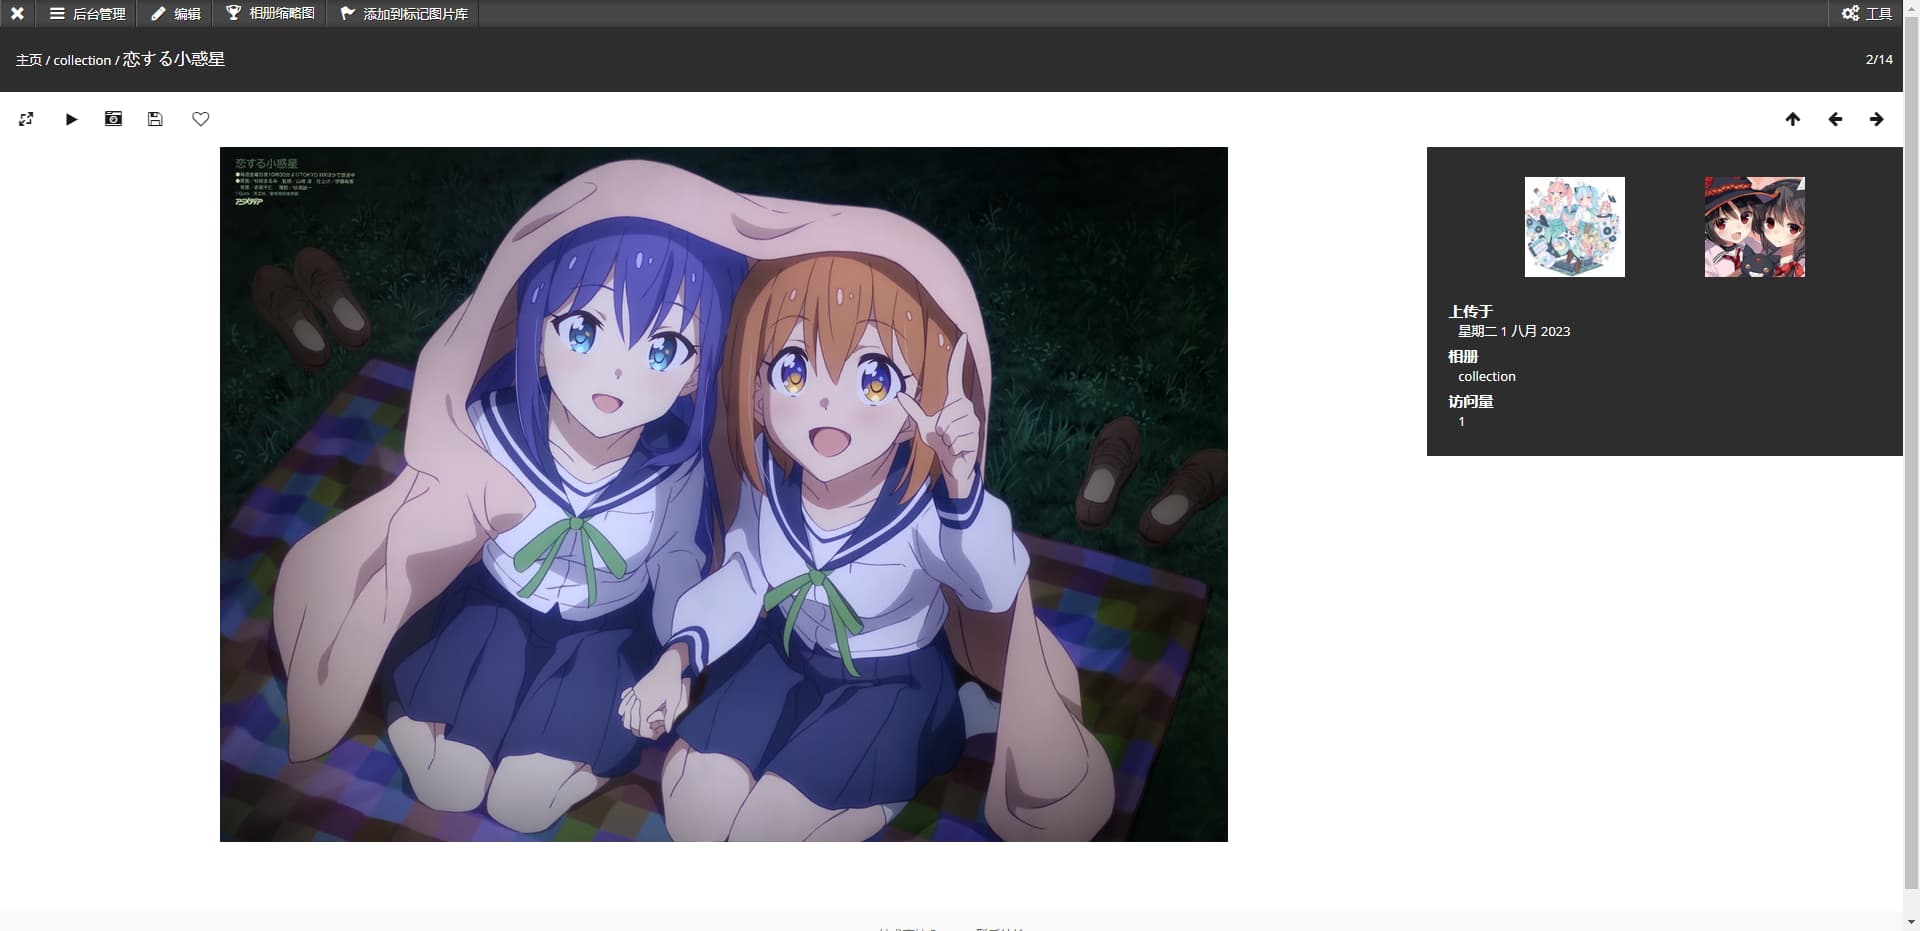 后台管理 编辑 相册缩略图 添加到标记图片库 工具
主页 / collection / 恋する小惑星 2/14
恋する小惑星
上传于
星期二 1 八月 2023
相册
collection
访问量
1